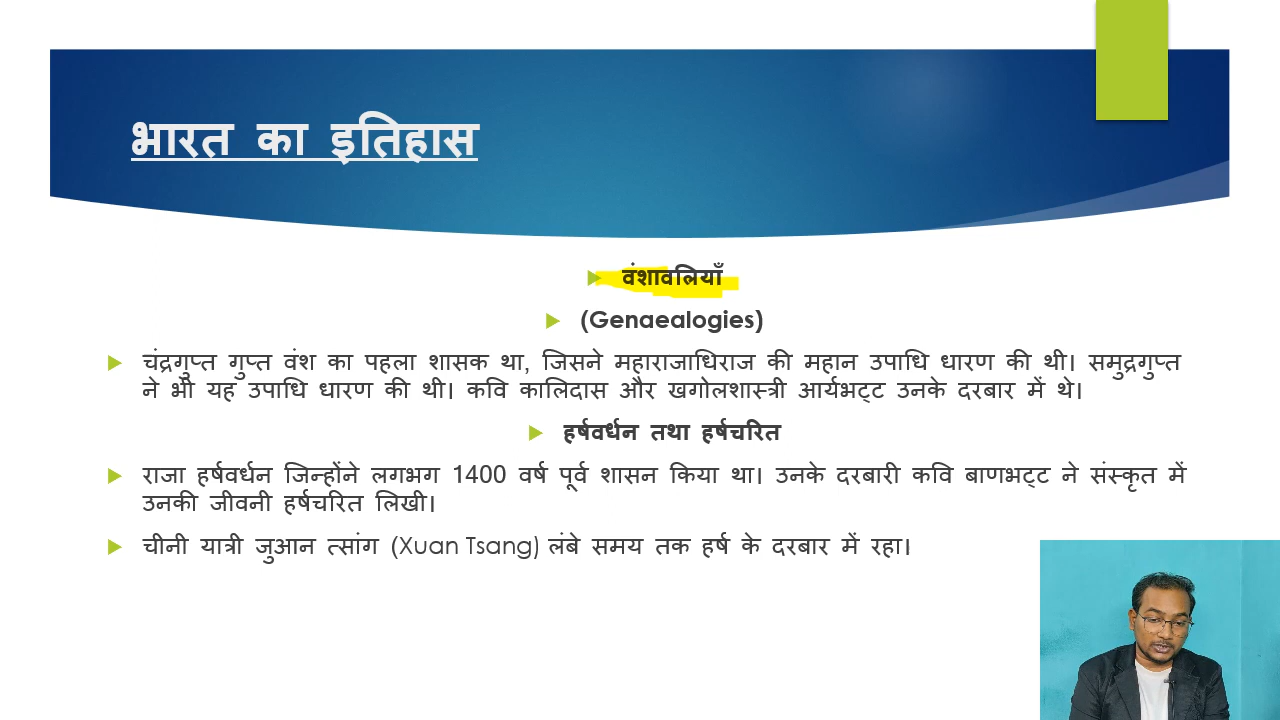 भारत का इतिहास
वंशावलियाँ
(Genaealogies)
चंद्रगुप्त गुप्त वंश का पहला शासक था, जिसने महाराजाधिराज की महान उपाधि धारण की थी। समुद्रगुप्त
ने भी यह उपाधि धारण की थी। कवि कालिदास और खगोलशास्त्री आर्यभट्ट उनके दरबार में थे।
हर्षवर्धन तथा हर्षचरित
राजा हर्षवर्धन जिन्होंने लगभग 1400 वर्ष पूर्व शासन किया था। उनके दरबारी कवि बाणभट्ट ने संस्कृत में
उनकी जीवनी हर्षचरित लिखी।
चीनी यात्री जुआन त्सांग (Xuan Tsang) लंबे समय तक हर्ष के दरबार में रहा।